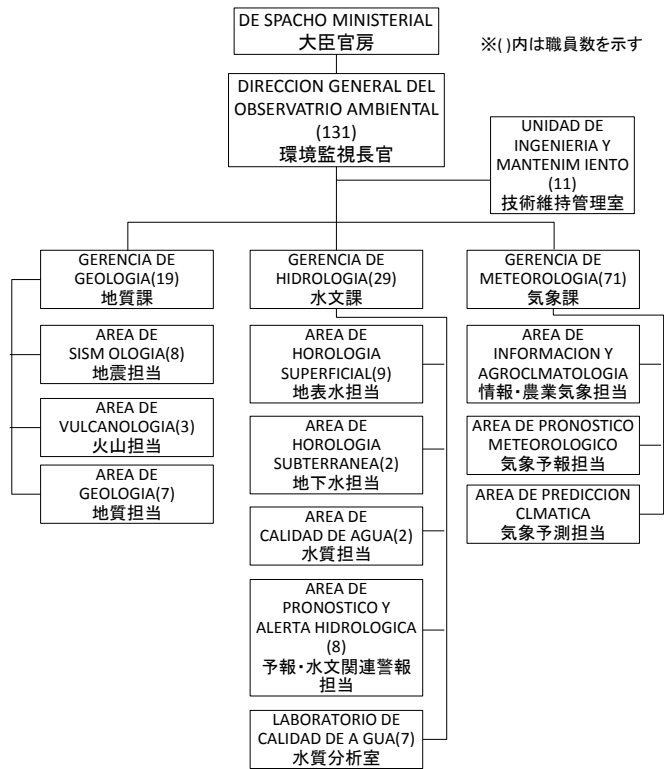 DE SPACHO MINISTERIAL
大臣官房
※( )内は職員数を示す
DIRECCION GENERAL DEL
OBSERVATRIO AMBIENTAL
(131)
環境監視長官
UNIDAD DE
INGENIERIA Y
MANTENIM IENTO
(11)
技術維持管理室
GERENCIA DE
GEOLOGIA(19)
地質課
AREA DE
SISM OLOGIA(8)
地震担当
AREA DE
VULCANOLOGIA(3)
火山担当
AREA DE
GEOLOGIA(7)
地質担当
GERENCIA DE
HIDROLOGIA(29)
水文課
AREA DE
HOROLOGIA
SUPERFICIAL(9)
地表水担当
AREA DE
HOROLOGIA
SUBTERRANEA(2)
地下水担当
AREA DE
CALIDAD DE AGUA(2)
水質担当
AREA DE
PRONOSTICO Y
ALERTA HIDROLOGICA
(8)
予報・水文関連警報
担当
LABORATORIO DE
CALIDAD DE A GUA(7)
水質分析室
GERENCIA DE
METEOROLOGIA(71)
気象課
AREA DE
INFORMACION Y
AGROCLMATOLOGIA
情報・農業気象担当
AREA DE PRONOSTICO
METEOROLOGICO
気象予報担当
AREA DE PREDICCION
CLMATICA
気象予測担当